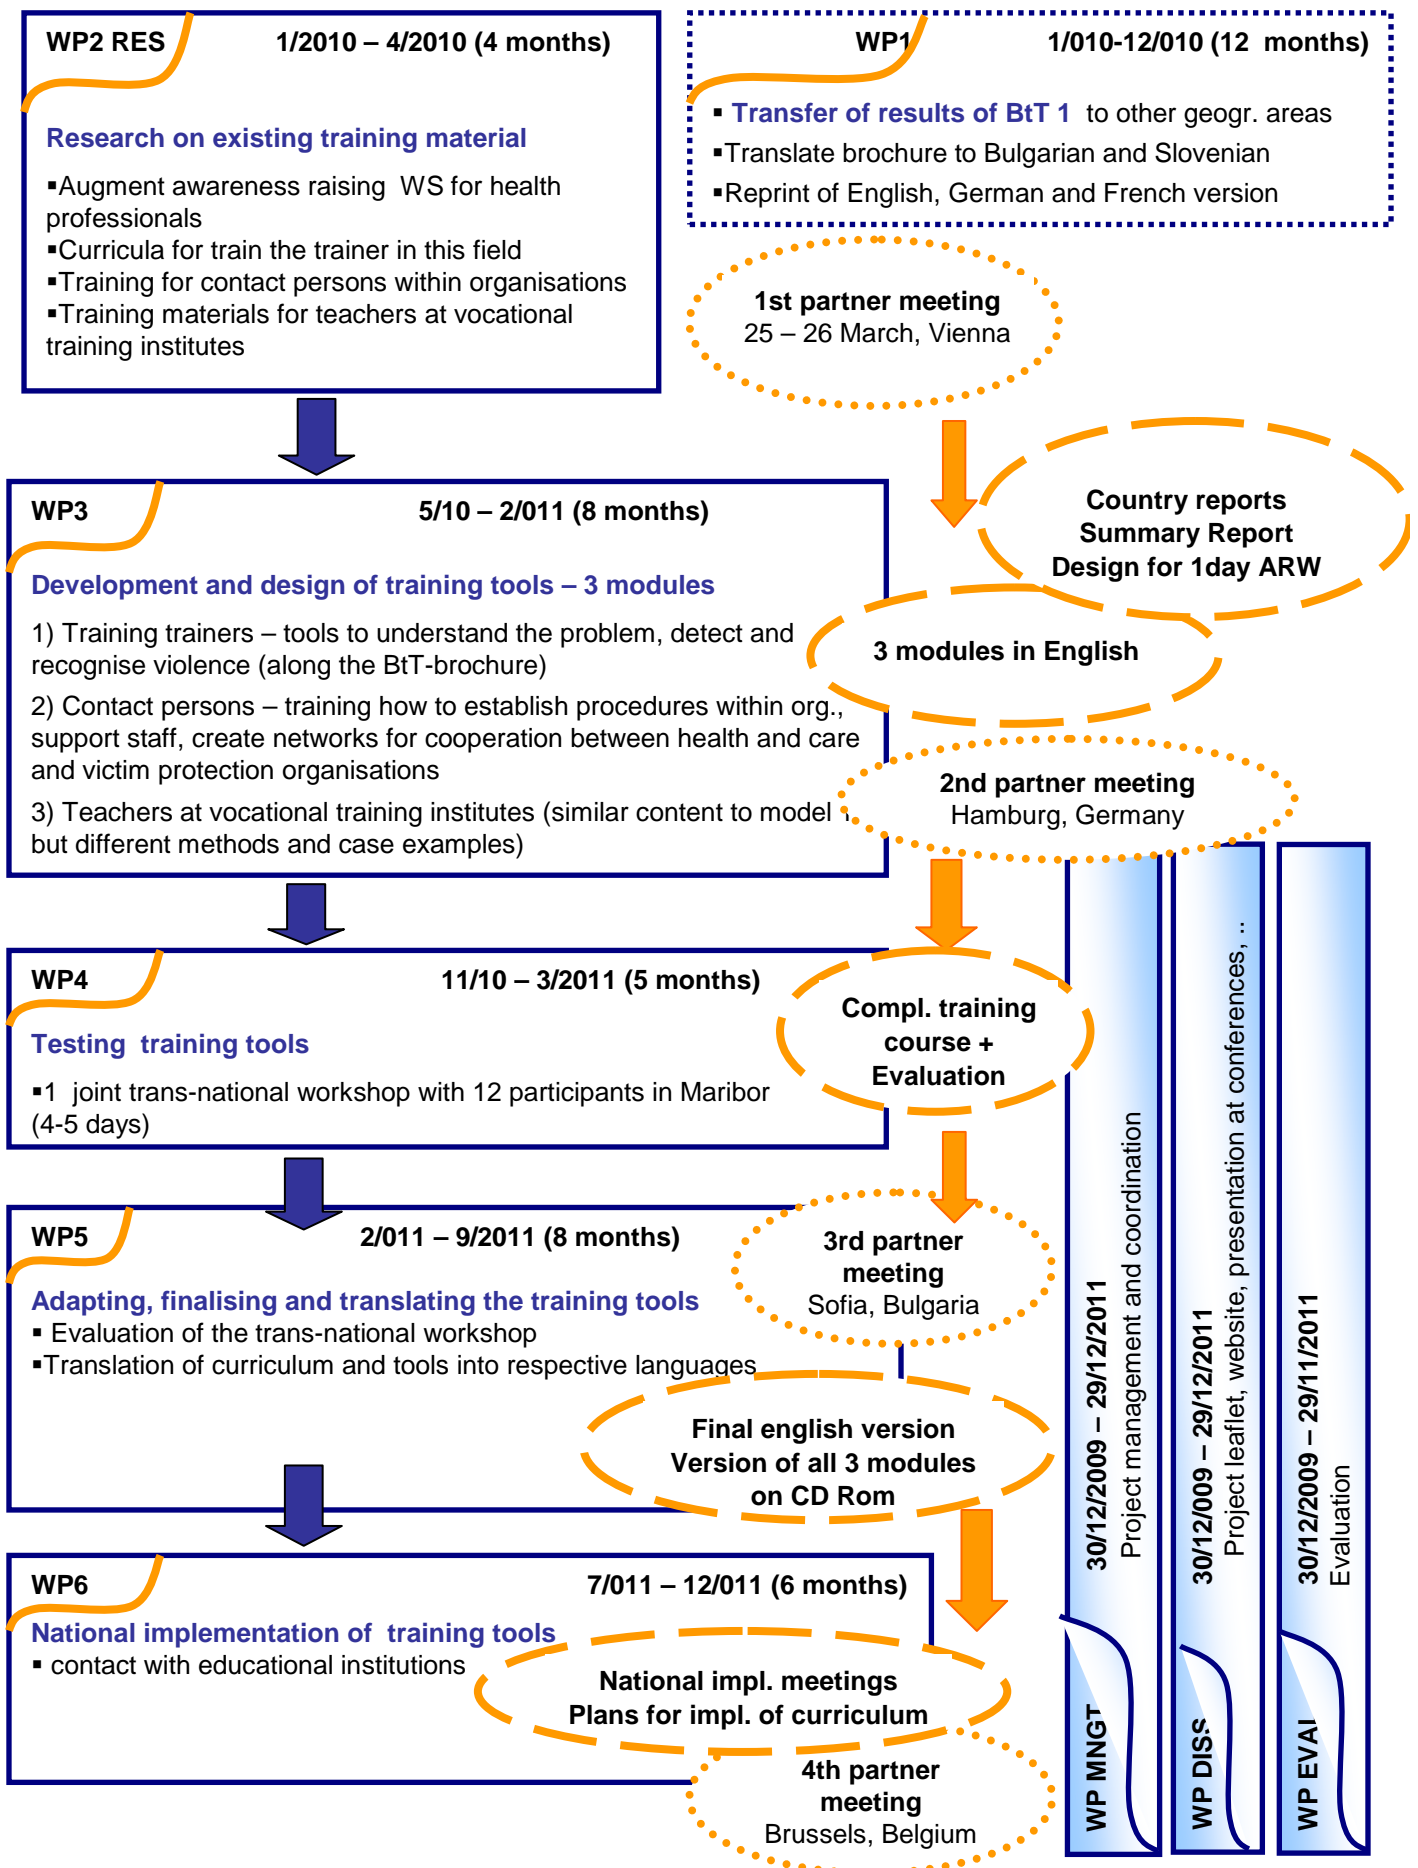 WP2 RES 1/2010 – 4/2010 (4 months)
Research on existing training material
▪Augment awareness raising WS for health
professionals
▪Curricula for train the trainer in this field
▪Training for contact persons within organisations
▪Training materials for teachers at vocational
training institutes
WP1 1/010-12/010 (12 months)
▪ Transfer of results of BtT 1 to other geogr. areas
▪Translate brochure to Bulgarian and Slovenian
▪Reprint of English, German and French version
1st partner meeting
25 – 26 March, Vienna
Country reports
Summary Report
Design for 1day ARW
WP3 5/10 – 2/011 (8 months)
Development and design of training tools – 3 modules
1) Training trainers – tools to understand the problem, detect and
recognise violence (along the BtT-brochure)
2) Contact persons – training how to establish procedures within org.,
support staff, create networks for cooperation between health and care
and victim protection organisations
3) Teachers at vocational training institutes (similar content to model
but different methods and case examples)
3 modules in English
2nd partner meeting
Hamburg, Germany
WP4 11/10 – 3/2011 (5 months)
Testing training tools
▪1 joint trans-national workshop with 12 participants in Maribor
(4-5 days)
Compl. training
course +
Evaluation
WP5 2/011 – 9/2011 (8 months)
Adapting, finalising and translating the training tools
▪ Evaluation of the trans-national workshop
▪Translation of curriculum and tools into respective languages
3rd partner
meeting
Sofia, Bulgaria
Final english version
Version of all 3 modules
on CD Rom
WP6 7/011 – 12/011 (6 months)
National implementation of training tools
▪ contact with educational institutions
National impl. meetings
Plans for impl. of curriculum
4th partner
meeting
Brussels, Belgium
WP MNGT 30/12/2009 – 29/12/2011
Project management and coordination
WP DISS 30/12/009 – 29/12/2011
Project leaflet, website, presentation at conferences, ..
WP EVAL 30/12/2009 – 29/11/2011
Evaluation